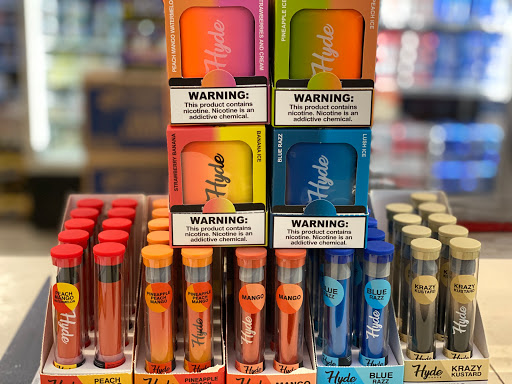 PEACH MANGO WATERMELON
Hyde
STRAWBERRIES AND CREAM
WARNING:
This product contains
nicotine. Nicotine is an
addictive chemical.
PINEAPPLE ICE
Hyde
PEACH ICE
WARNING:
This product contains
nicotine. Nicotine is an
addictive chemical.
STRAWBERRY BANANA
Hyde
BANANA ICE
WARNING:
This product contains
nicotine. Nicotine is an
addictive chemical.
BLUE RAZZ
Hyde
LUSH ICE
WARNING:
This product contains
nicotine. Nicotine is an
addictive chemical.
PEACH
MANGO
Hyde
PINEAPPLE
PEACH
MANGO
PINEAPPLE
PEACH
MANGO
Hyde
MANGO
Hyde
MANGO
Hyde
BLUE
RAZZ
BLUE
RAZZ
Hyde
KRAZY
KUSTARD
KRAZY
KUSTARD
Hyde
Hyde
PEACH
Hyde
PINEAPPLE
Hyde
MANGO
Hyde
BLUE
RAZZ
Hyde
KRAZY
KUSTARD